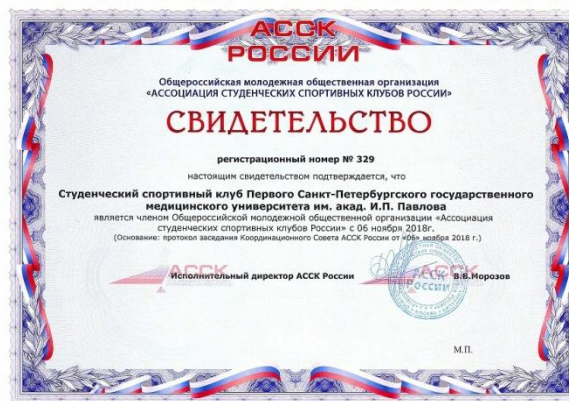 АССК
РОССИИ
Общероссийская молодежная общественная организация
«АССОЦИАЦИЯ СТУДЕНЧЕСКИХ СПОРТИВНЫХ КЛУБОВ РОССИИ»
СВИДЕТЕЛЬСТВО
регистрационный номер № 329
настоящим свидетельством подтверждается, что
Студенческий спортивный клуб Первого Санкт-Петербургского государственного
медицинского университета им. акад. И.П. Павлова
является членом Общероссийской молодежной общественной организации «Ассоциация
студенческих спортивных клубов России» с 06 ноября 2018г.
(Основание: протокол заседания Координационного Совета АССК России от «06» ноября 2018 г.)
АССК
АССК
Исполнительный директор АССК России
В.В.Морозов
АССК
РОССИИ
М.П.